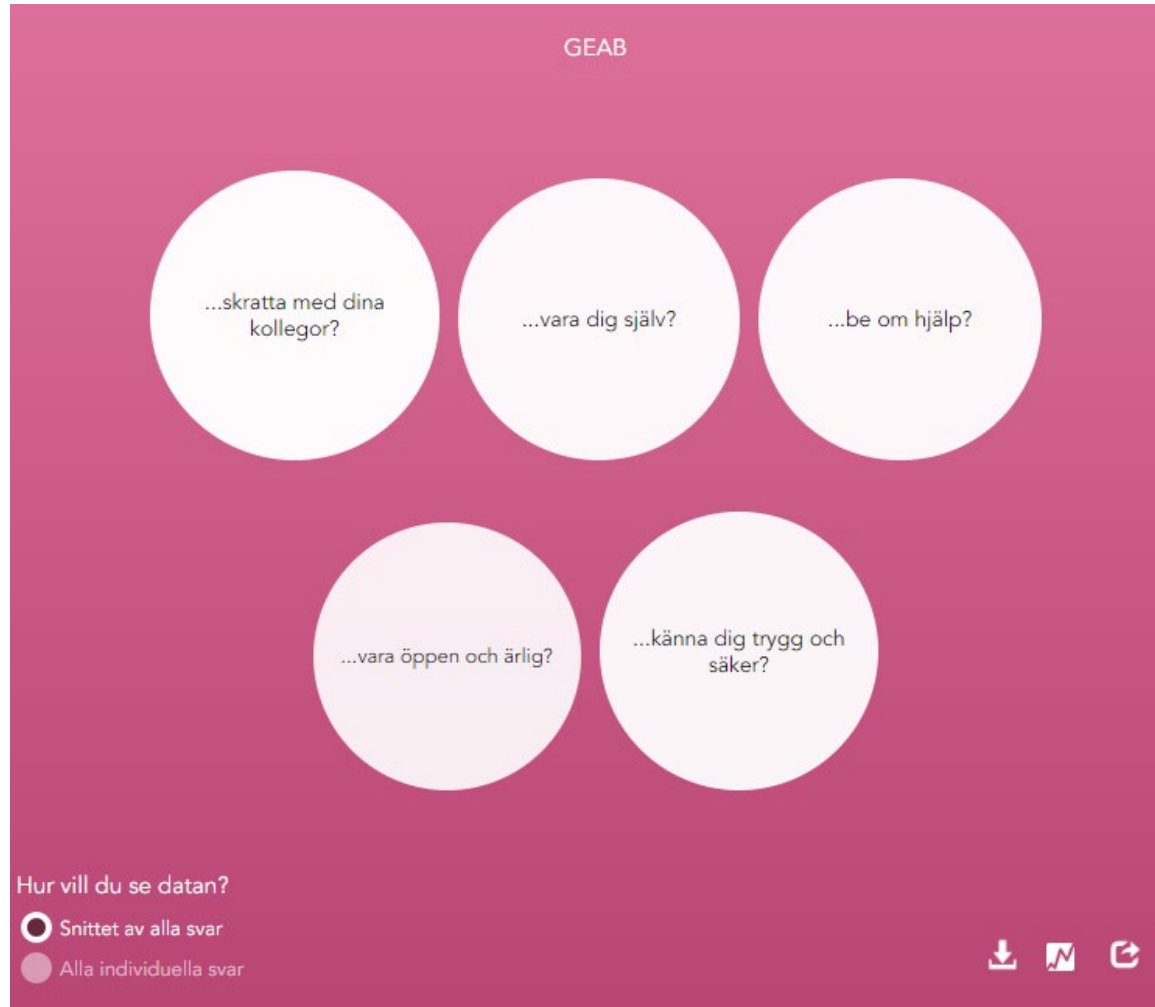 GEAB
...skratta med dina
kollegor?
...vara dig själv?
...be om hjälp?
...vara öppen och ärlig?
...känna dig trygg och
säker?
Hur vill du se datan?
Snittet av alla svar
Alla individuella svar